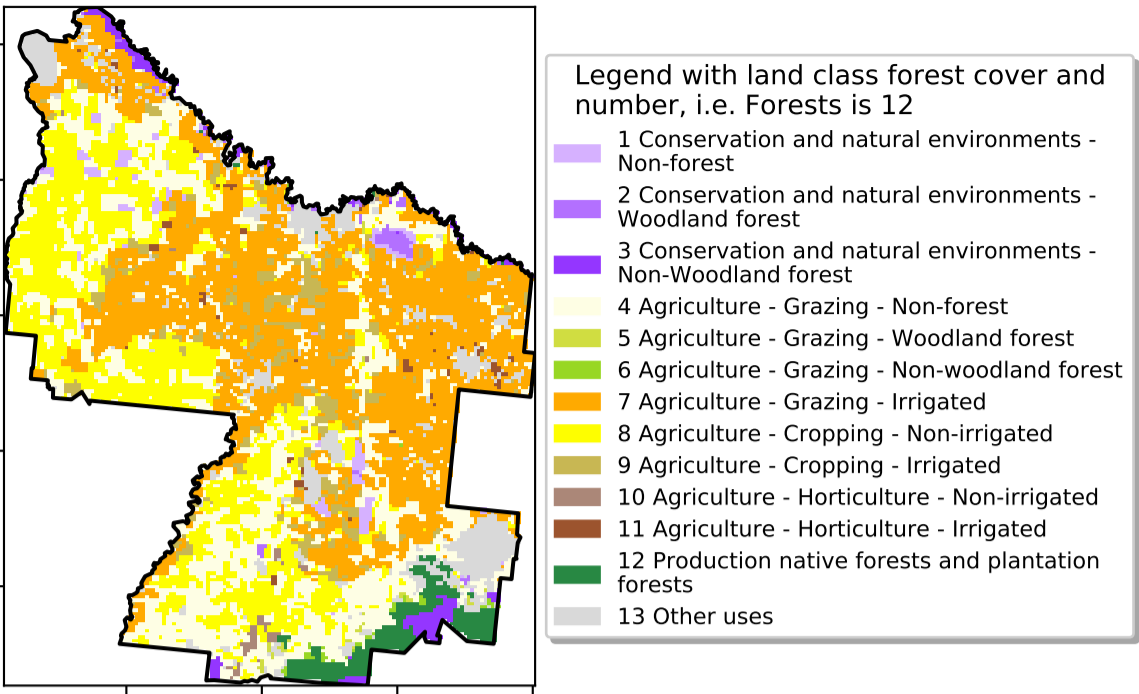 Legend with land class forest cover and
number, i.e. Forests is 12
1 Conservation and natural environments -
Non-forest
2 Conservation and natural environments -
Woodland forest
3 Conservation and natural environments -
Non-Woodland forest
4 Agriculture - Grazing - Non-forest
5 Agriculture - Grazing - Woodland forest
6 Agriculture - Grazing - Non-woodland forest
7 Agriculture - Grazing - Irrigated
8 Agriculture - Cropping - Non-irrigated
9 Agriculture - Cropping - Irrigated
10 Agriculture - Horticulture - Non-irrigated
11 Agriculture - Horticulture - Irrigated
12 Production native forests and plantation
forests
13 Other uses